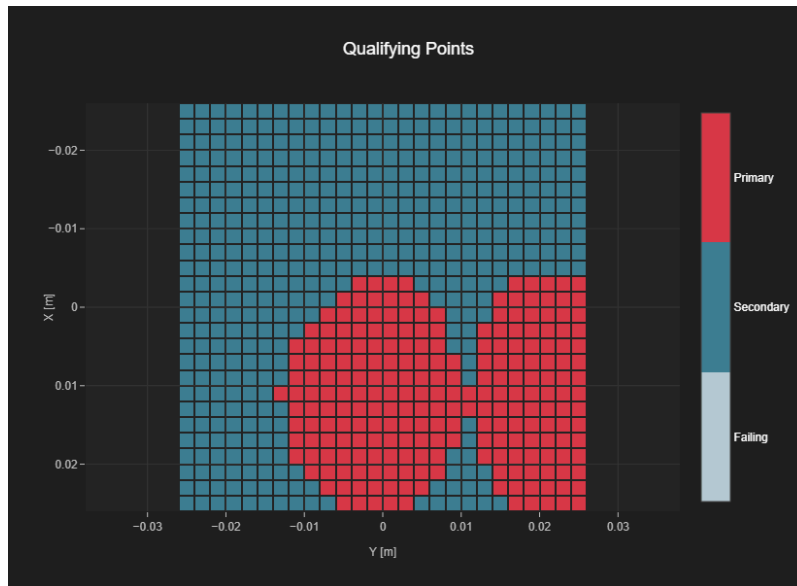 Qualifying Points
−0.02
−0.01
0
0.01
0.02
X [m]
−0.03
−0.02
−0.01
0
0.01
0.02
0.03
Y [m]
Primary
Secondary
Failing